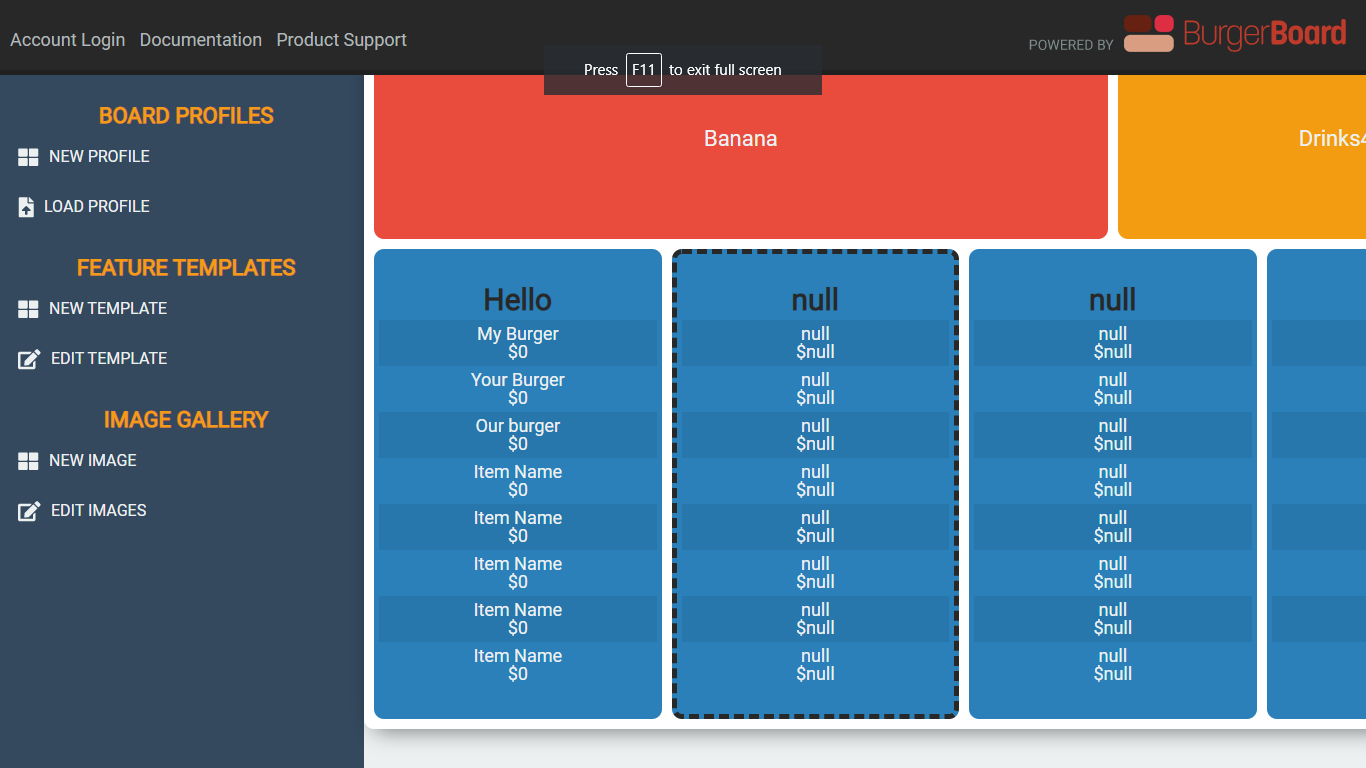 Account Login Documentation Product Support
POWERED BY BurgerBoard
Press F11 to exit full screen
BOARD PROFILES
NEW PROFILE
LOAD PROFILE
FEATURE TEMPLATES
NEW TEMPLATE
EDIT TEMPLATE
IMAGE GALLERY
NEW IMAGE
EDIT IMAGES
Banana
Drinks4
Hello
My Burger
$0
Your Burger
$0
Our burger
$0
Item Name
$0
Item Name
$0
Item Name
$0
Item Name
$0
Item Name
$0
null
null
$null
null
$null
null
$null
null
$null
null
$null
null
$null
null
$null
null
$null
null
null
$null
null
$null
null
$null
null
$null
null
$null
null
$null
null
$null
null
$null